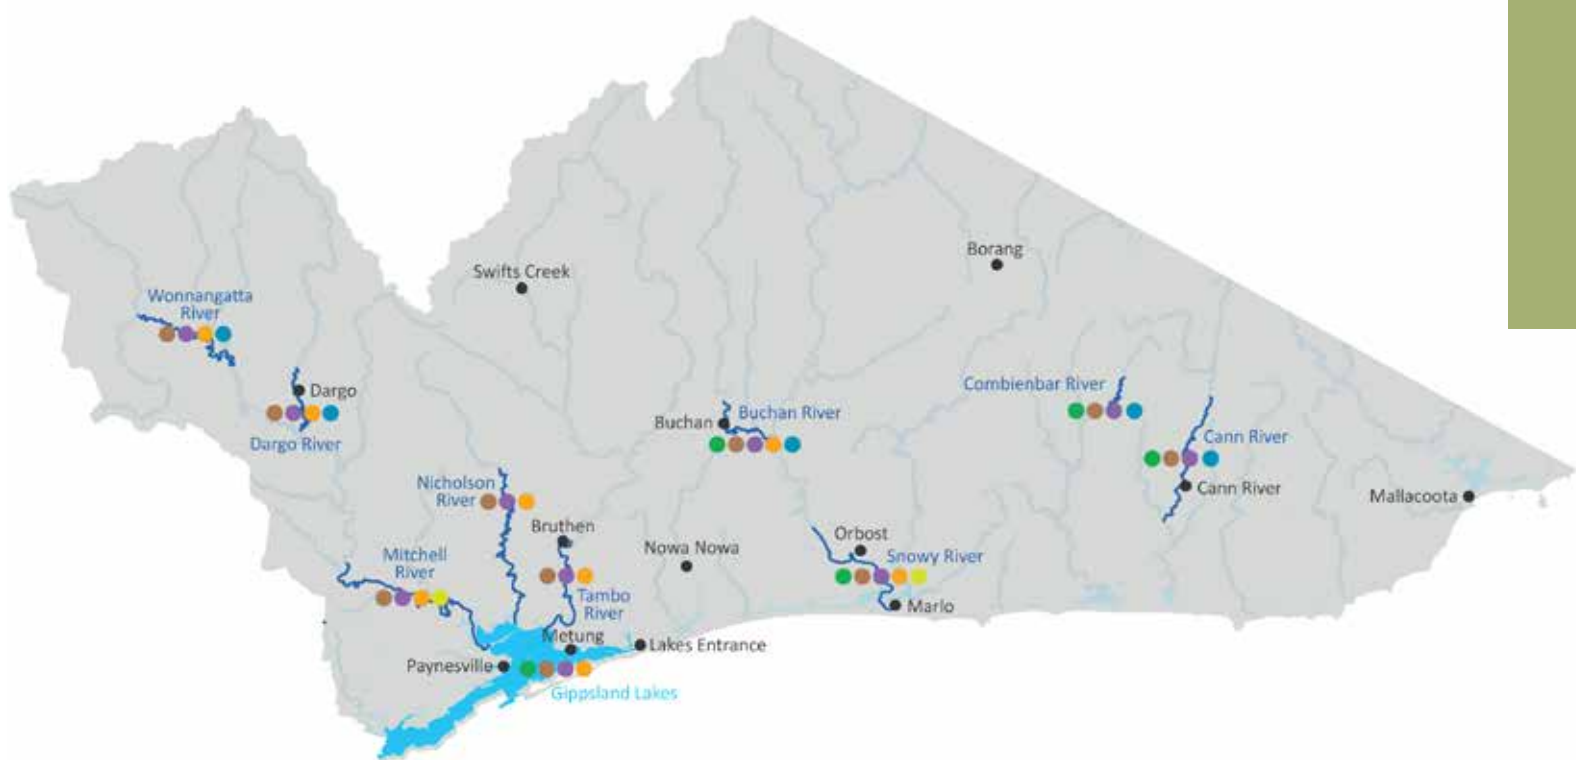 Borang
Swifts Creek
Wonnangatta
River
Dargo
Dargo River
Combienbar River
Buchan
Buchan River
Cann River
Cann River
Mallacoota
Nicholson
River
Bruthen
Orbost
Nowa Nowa
Snowy River
Mitchell
River
Tambo
River
Marlo
Metung
Lakes Entrance
Paynesville
Gippsland Lakes